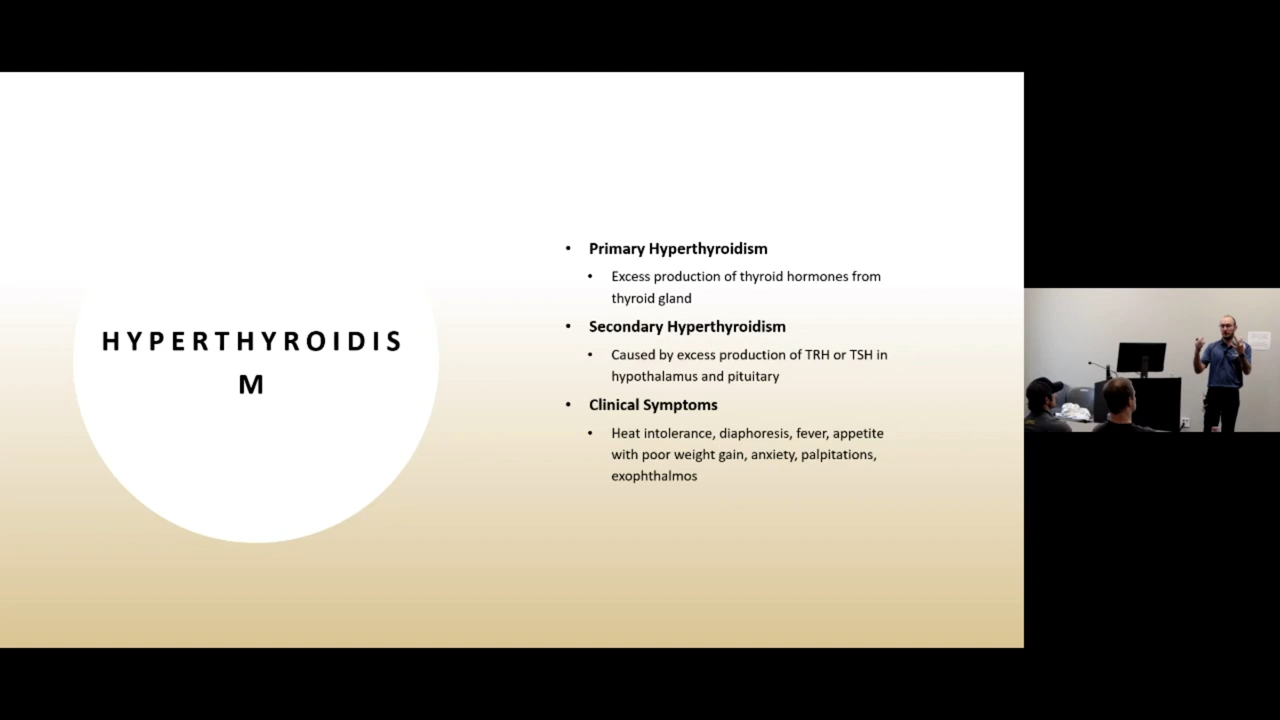 HYPERTHYROIDIS
M
• Primary Hyperthyroidism
• Excess production of thyroid hormones from
thyroid gland
• Secondary Hyperthyroidism
• Caused by excess production of TRH or TSH in
hypothalamus and pituitary
• Clinical Symptoms
• Heat intolerance, diaphoresis, fever, appetite
with poor weight gain, anxiety, palpitations,
exophthalmos